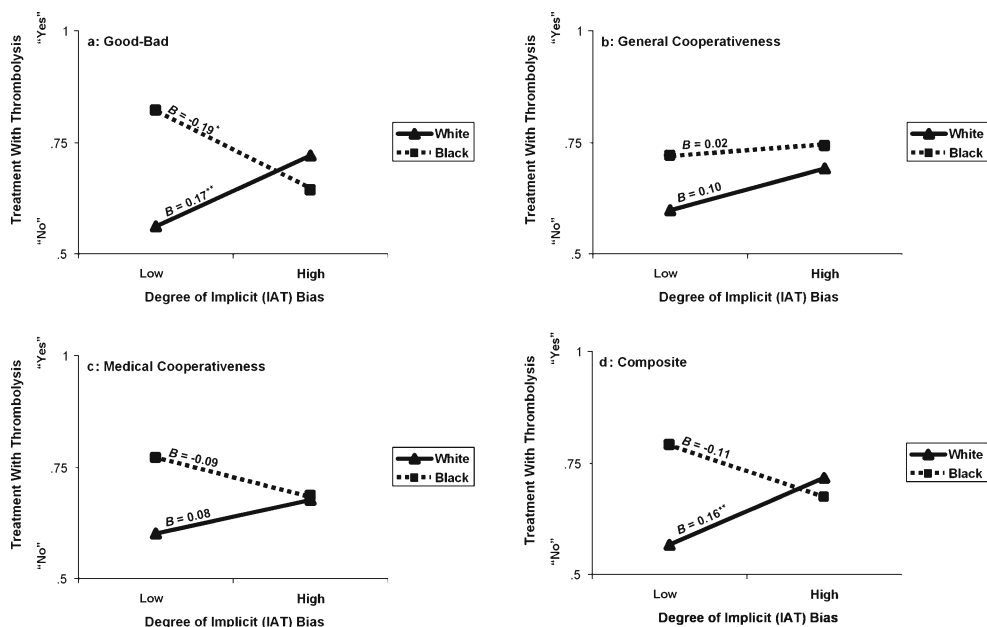 a: Good-Bad
Treatment With Thrombolysis
"Yes"
"No"
1
.75
.5
B = -0.19*
B = 0.17**
Low
High
Degree of Implicit (IAT) Bias
White
Black
b: General Cooperativeness
Treatment With Thrombolysis
"Yes"
"No"
1
.75
.5
B = 0.02
B = 0.10
Low
High
Degree of Implicit (IAT) Bias
White
Black
c: Medical Cooperativeness
Treatment With Thrombolysis
"Yes"
"No"
1
.75
.5
B = -0.09
B = 0.08
Low
High
Degree of Implicit (IAT) Bias
White
Black
d: Composite
Treatment With Thrombolysis
"Yes"
"No"
1
.75
.5
B = -0.11
B = 0.16**
Low
High
Degree of Implicit (IAT) Bias
White
Black